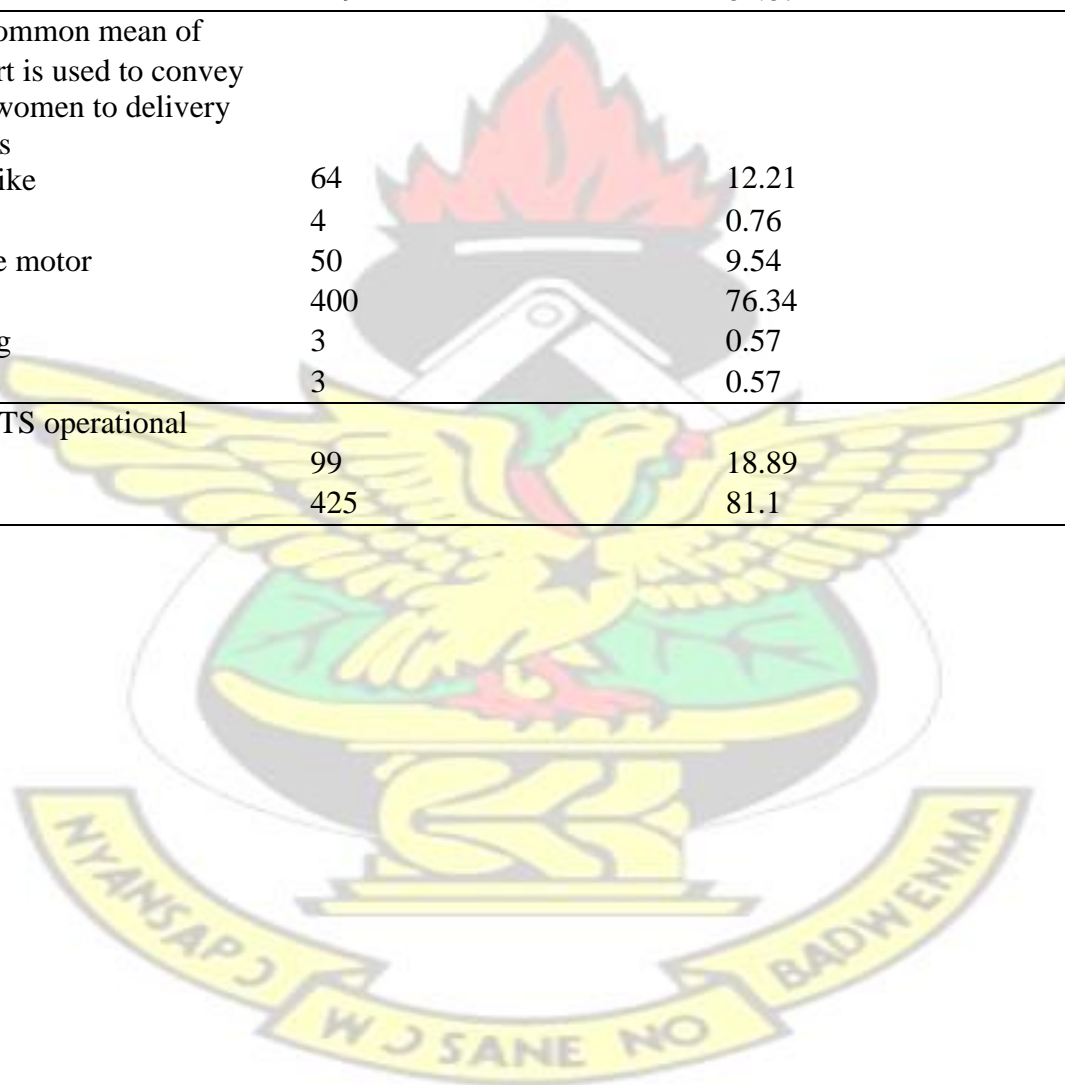 ommon mean of
rt is used to convey
women to delivery
s
ike 64 12.21
4 0.76
e motor 50 9.54
400 76.34
g 3 0.57
3 0.57
TS operational
99 18.89
425 81.1
NYANSAPƆ WƆSANE NO BADWENMA